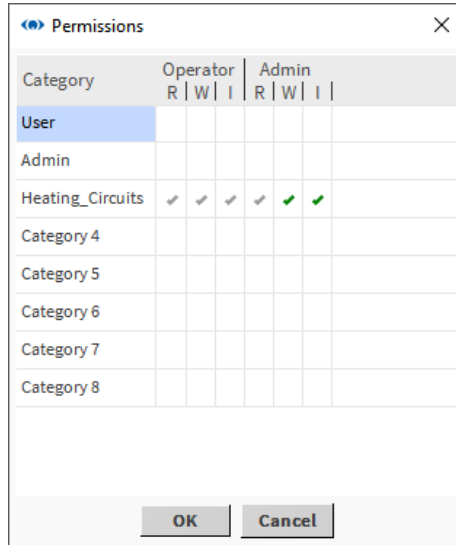 Permissions
Category Operator Admin
R W I R W I
User
Admin
Heating_Circuits
Category 4
Category 5
Category 6
Category 7
Category 8
OK Cancel